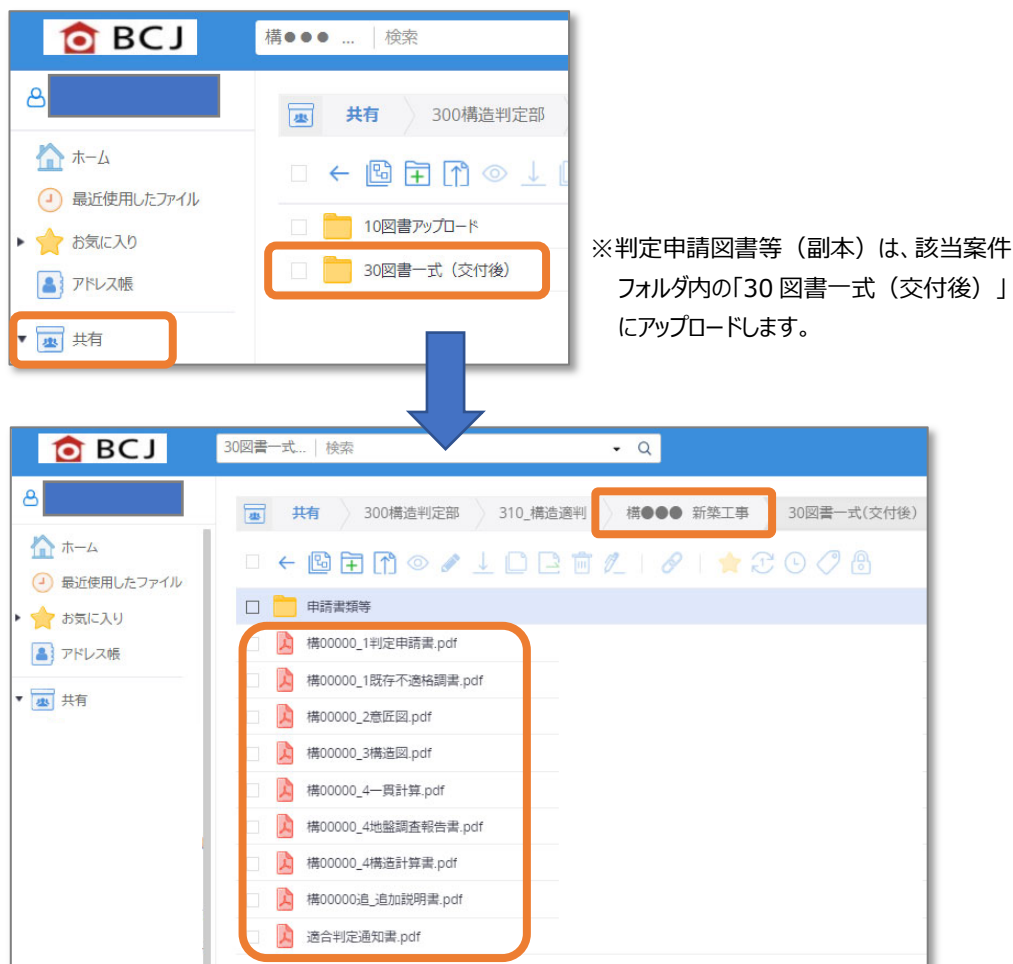 BCJ
構●●● ... 検索
共有 300構造判定部
ホーム
最近使用したファイル
お気に入り
アドレス帳
共有
10図書アップロード
30図書一式（交付後）
※判定申請図書等（副本）は、該当案件
フォルダ内の「30 図書一式（交付後）」
にアップロードします。
BCJ
30図書一式... 検索
共有 300構造判定部 310_構造適判 構●●● 新築工事 30図書一式(交付後)
ホーム
最近使用したファイル
お気に入り
アドレス帳
共有
申請書類等
構00000_1判定申請書.pdf
構00000_1既存不適格調書.pdf
構00000_2意匠図.pdf
構00000_3構造図.pdf
構00000_4一貫計算.pdf
構00000_4地盤調査報告書.pdf
構00000_4構造計算書.pdf
構00000追_追加説明書.pdf
適合判定通知書.pdf